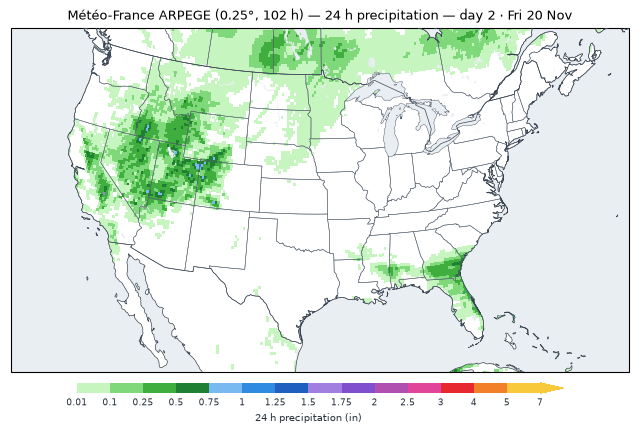 Météo-France ARPEGE (0.25°, 102 h) — 24 h precipitation — day 2 · Fri 20 Nov
0.01 0.1 0.25 0.5 0.75 1 1.25 1.5 1.75 2 2.5 3 4 5 7
24 h precipitation (in)